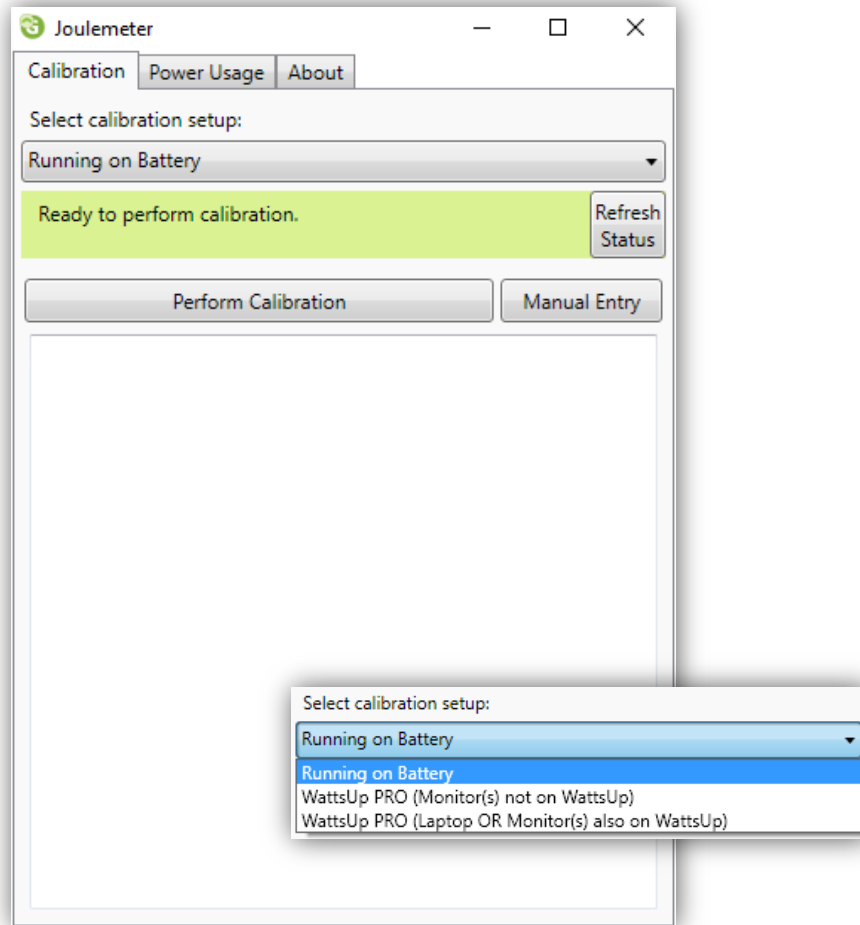 Joulemeter
Calibration Power Usage About
Select calibration setup:
Running on Battery
Ready to perform calibration.
Refresh
Status
Perform Calibration Manual Entry
Select calibration setup:
Running on Battery
Running on Battery
WattsUp PRO (Monitor(s) not on WattsUp)
WattsUp PRO (Laptop OR Monitor(s) also on WattsUp)